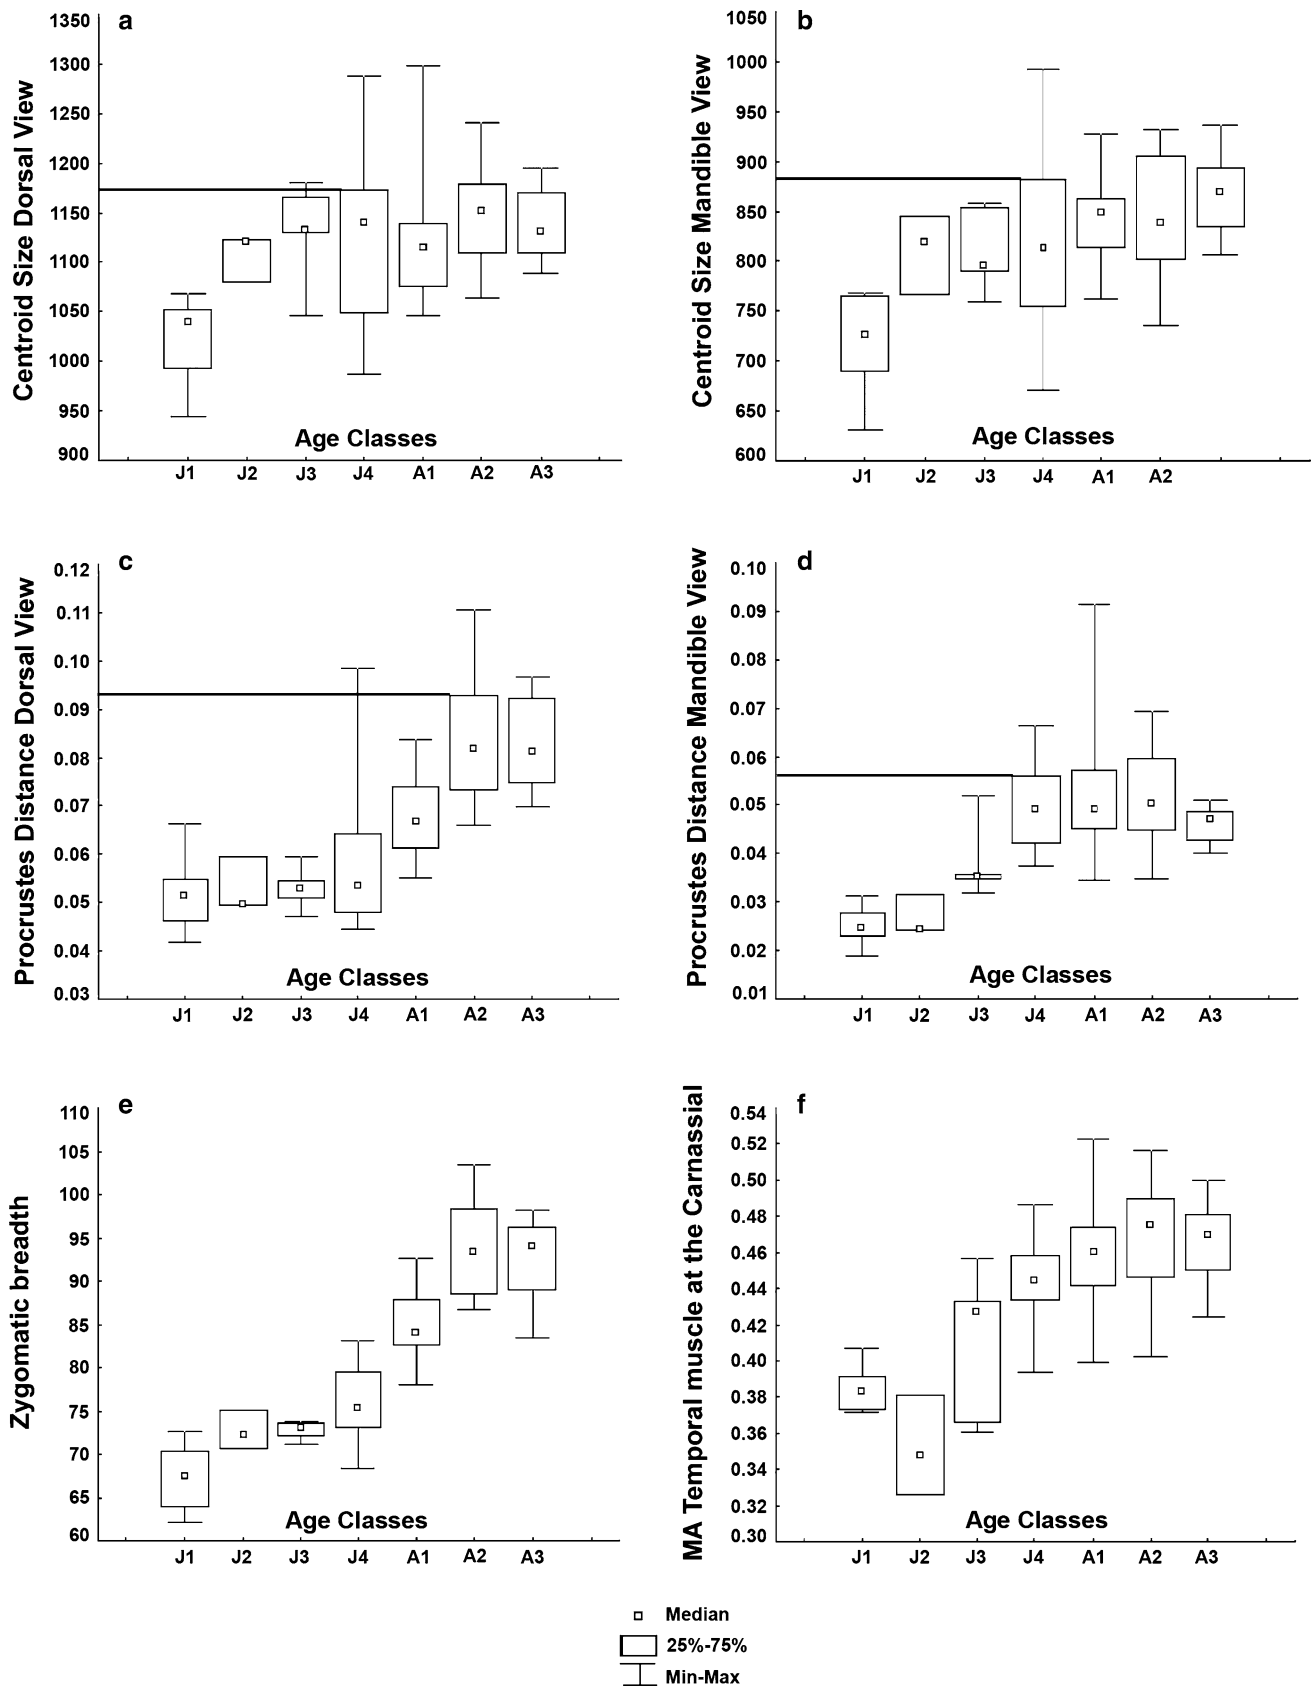 a
Centroid Size Dorsal View
1350
1300
1250
1200
1150
1100
1050
1000
950
900
Age Classes
J1 J2 J3 J4 A1 A2 A3
b
Centroid Size Mandible View
1050
1000
950
900
850
800
750
700
650
600
Age Classes
J1 J2 J3 J4 A1 A2
c
Procrustes Distance Dorsal View
0.12
0.11
0.10
0.09
0.08
0.07
0.06
0.05
0.04
0.03
Age Classes
J1 J2 J3 J4 A1 A2 A3
d
Procrustes Distance Mandible View
0.10
0.09
0.08
0.07
0.06
0.05
0.04
0.03
0.02
0.01
Age Classes
J1 J2 J3 J4 A1 A2 A3
e
Zygomatic breadth
110
105
100
95
90
85
80
75
70
65
60
Age Classes
J1 J2 J3 J4 A1 A2 A3
f
MA Temporal muscle at the Carnassial
0.54
0.52
0.50
0.48
0.46
0.44
0.42
0.40
0.38
0.36
0.34
0.32
0.30
Age Classes
J1 J2 J3 J4 A1 A2 A3
Median
25%-75%
Min-Max